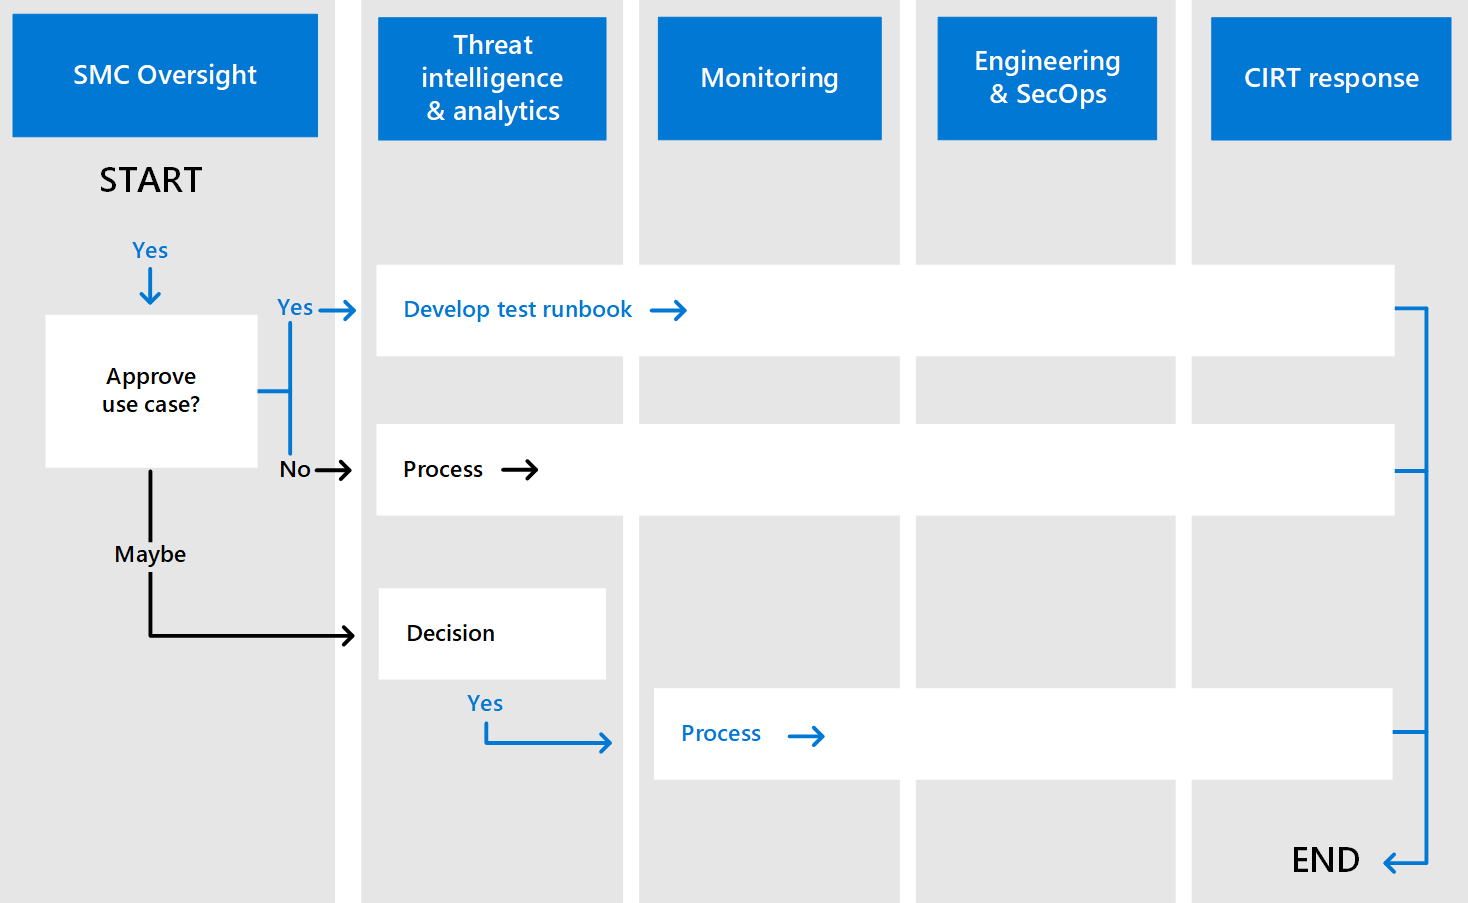 SMC Oversight
Threat
intelligence
& analytics
Monitoring
Engineering
& SecOps
CIRT response
START
Yes
Yes
Develop test runbook
Approve
use case?
No
Process
Maybe
Decision
Yes
Process
END